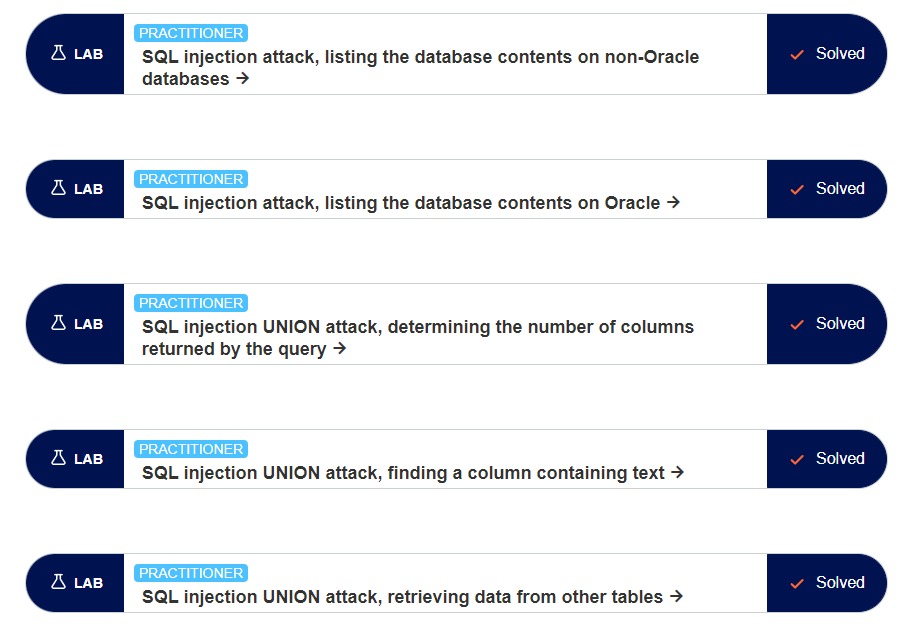 LAB
PRACTITIONER
SQL injection attack, listing the database contents on non-Oracle
databases →
Solved
LAB
PRACTITIONER
SQL injection attack, listing the database contents on Oracle →
Solved
LAB
PRACTITIONER
SQL injection UNION attack, determining the number of columns
returned by the query →
Solved
LAB
PRACTITIONER
SQL injection UNION attack, finding a column containing text →
Solved
LAB
PRACTITIONER
SQL injection UNION attack, retrieving data from other tables →
Solved